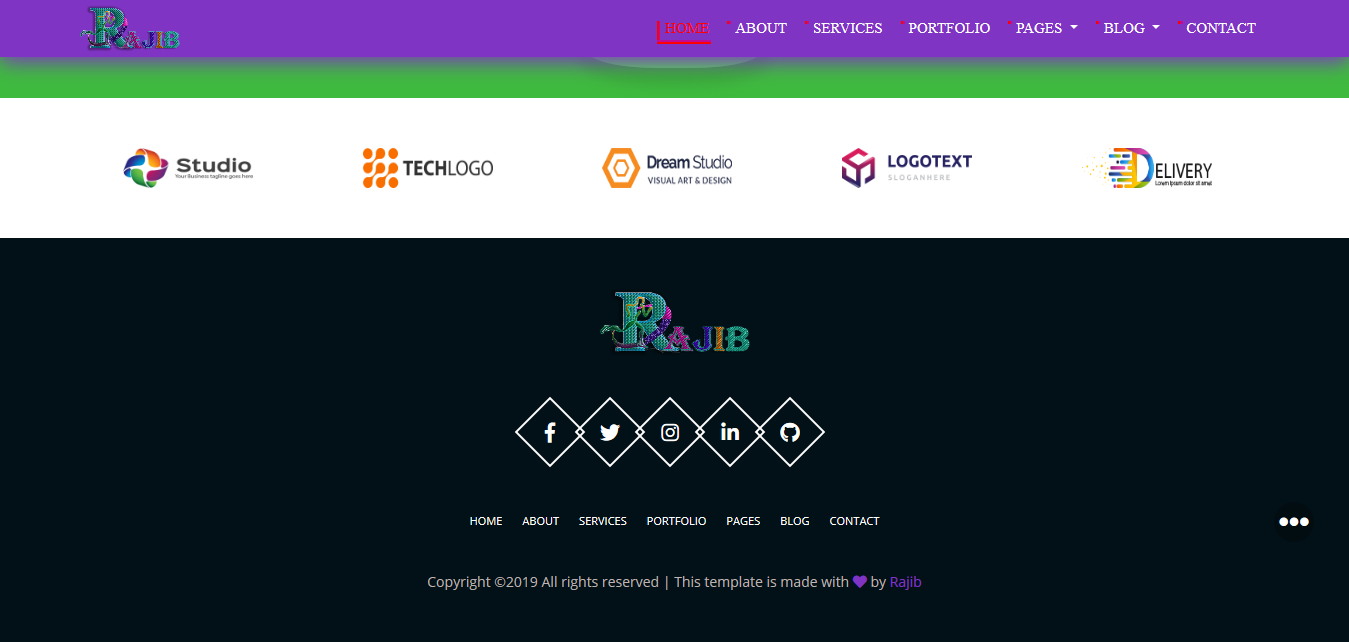 RAJIB
HOME ABOUT SERVICES PORTFOLIO PAGES BLOG CONTACT
Studio
Your Business tagline goes here
TECHLOGO
Dream Studio
VISUAL ART & DESIGN
LOGOTEXT
SLOGANHERE
DELIVERY
Lorem ipsum dolor sit amet
RAJIB
HOME ABOUT SERVICES PORTFOLIO PAGES BLOG CONTACT
Copyright ©2019 All rights reserved | This template is made with by Rajib